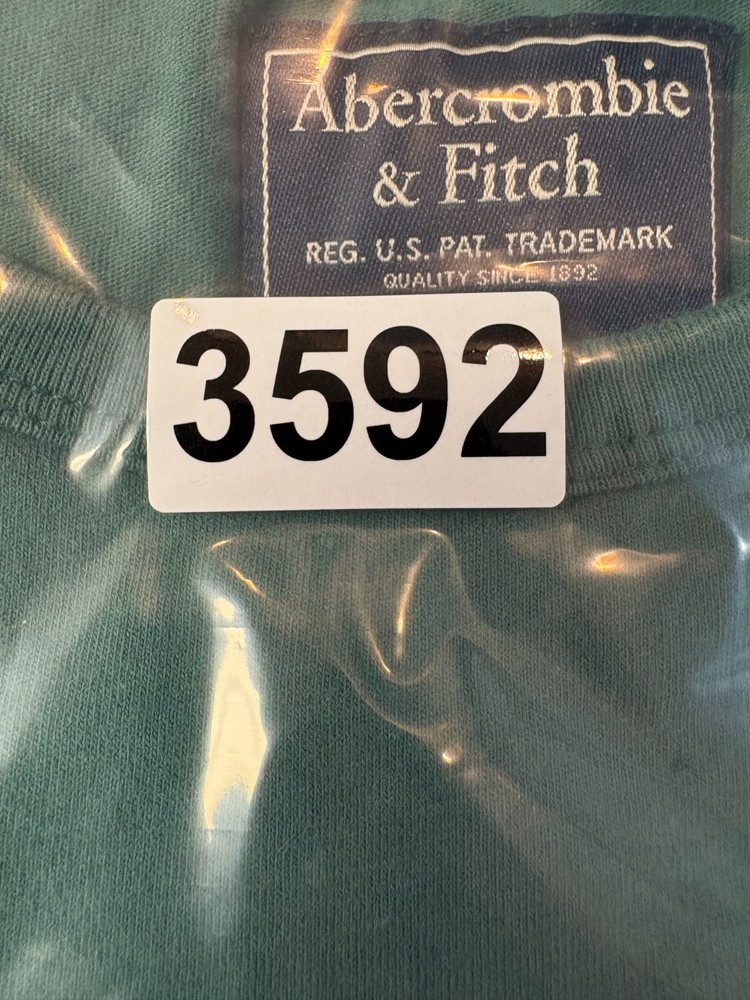 Abercrombie
& Fitch
REG. U.S. PAT. TRADEMARK
QUALITY SINCE 1892
3592